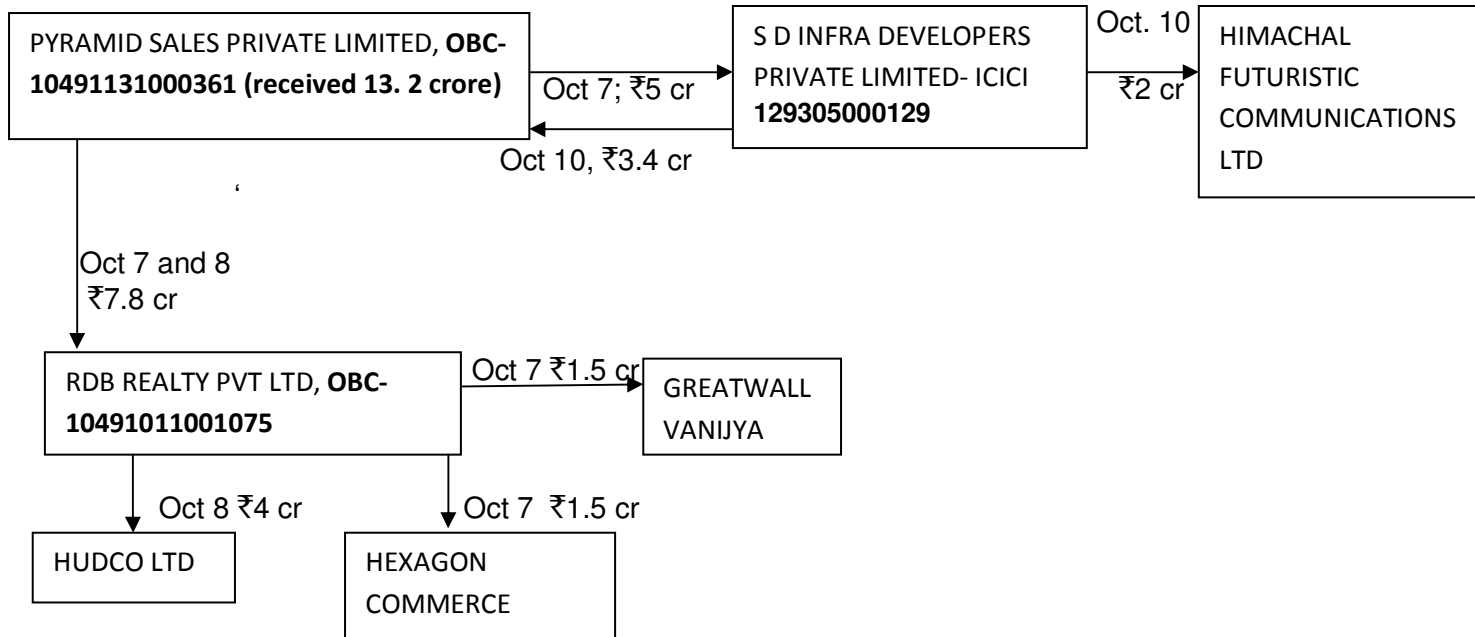 PYRAMID SALES PRIVATE LIMITED, OBC-
10491131000361 (received 13. 2 crore)
Oct 7; ₹5 cr
Oct 10, ₹3.4 cr
S D INFRA DEVELOPERS
PRIVATE LIMITED- ICICI
129305000129
Oct. 10
₹2 cr
HIMACHAL
FUTURISTIC
COMMUNICATIONS
LTD
‘
Oct 7 and 8
₹7.8 cr
RDB REALTY PVT LTD, OBC-
10491011001075
Oct 7 ₹1.5 cr
GREATWALL
VANIJYA
Oct 8 ₹4 cr
Oct 7 ₹1.5 cr
HUDCO LTD
HEXAGON
COMMERCE